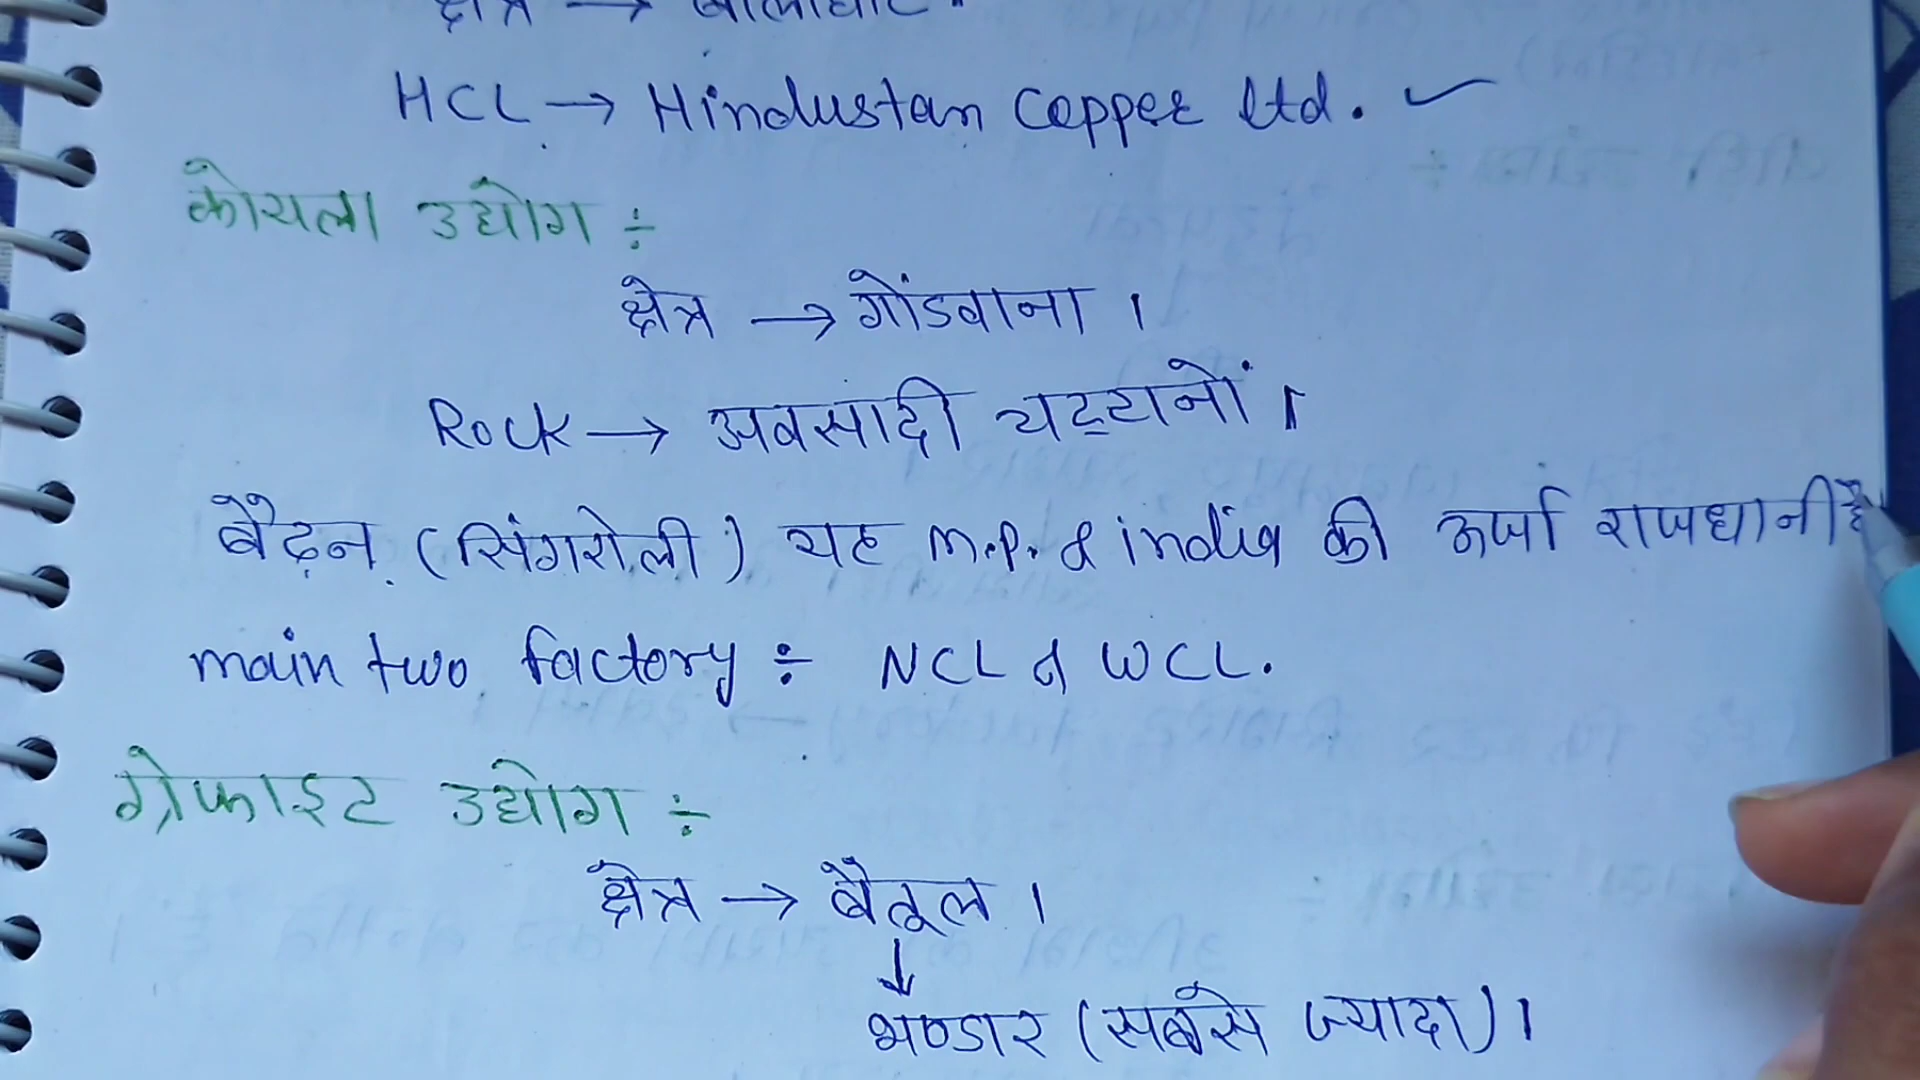 क्षेत्र → बालाघाट.
HCL → Hindustan Copper Ltd. ✓
कोयला उद्योग ÷
क्षेत्र → गोंडवाना ।
Rock → अवसादी चट्टानों ।
बैढ़न (सिंगरोली) यह M.P. & india की ऊर्जा राजधानी है
main two factory ÷ NCL व WCL.
ग्रेफाइट उद्योग ÷
क्षेत्र → बैतूल ।
↓
भण्डार (सबसे ज्यादा) ।